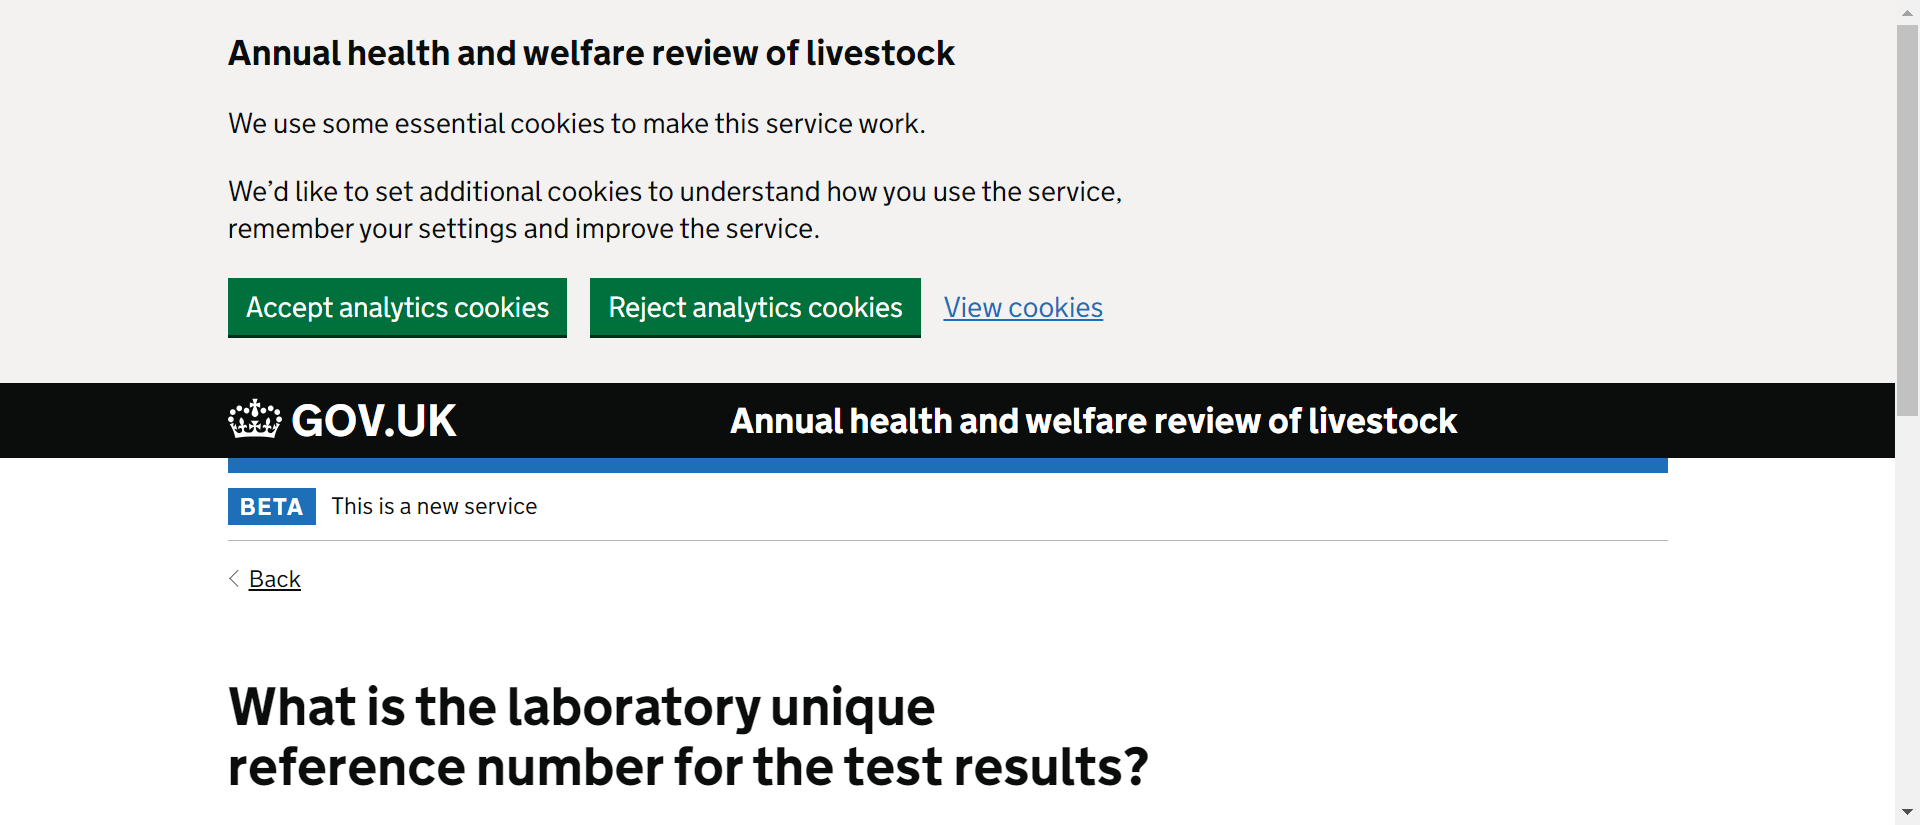 Annual health and welfare review of livestock
We use some essential cookies to make this service work.
We’d like to set additional cookies to understand how you use the service,
remember your settings and improve the service.
Accept analytics cookies
Reject analytics cookies
View cookies
GOV.UK
Annual health and welfare review of livestock
BETA
This is a new service
Back
What is the laboratory unique
reference number for the test results?